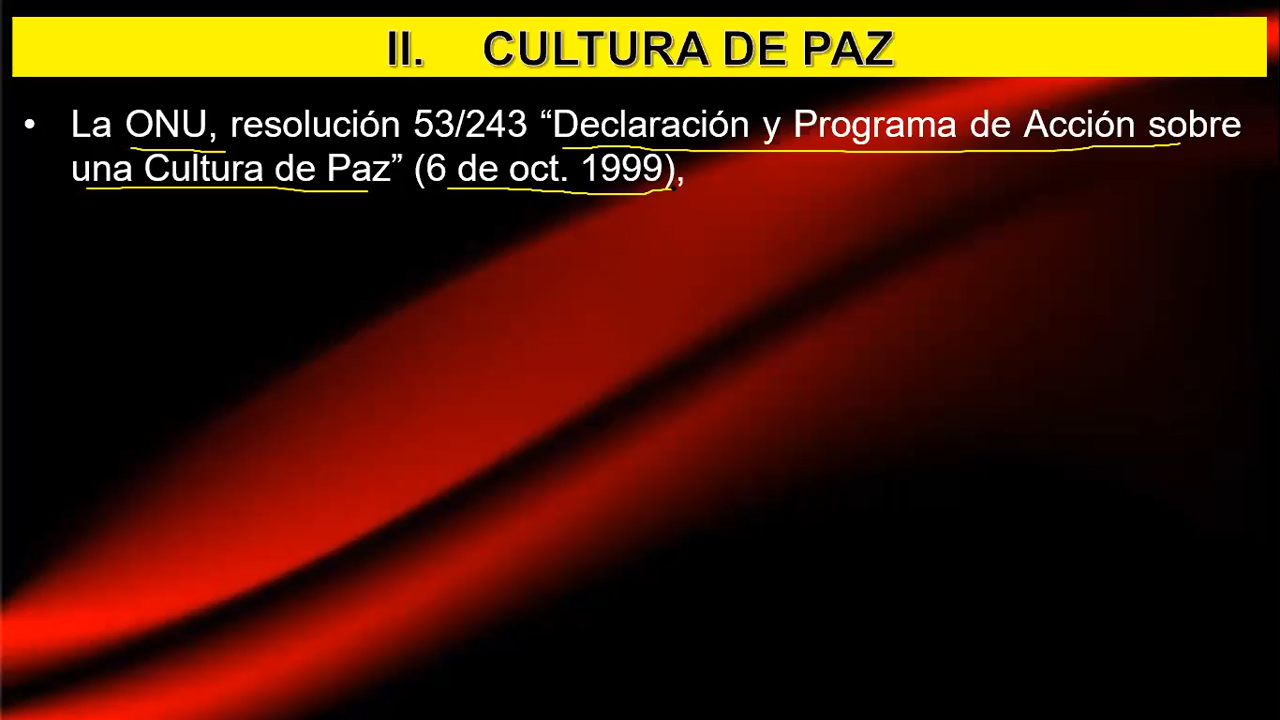 II. CULTURA DE PAZ
• La ONU, resolución 53/243 “Declaración y Programa de Acción sobre
una Cultura de Paz” (6 de oct. 1999),